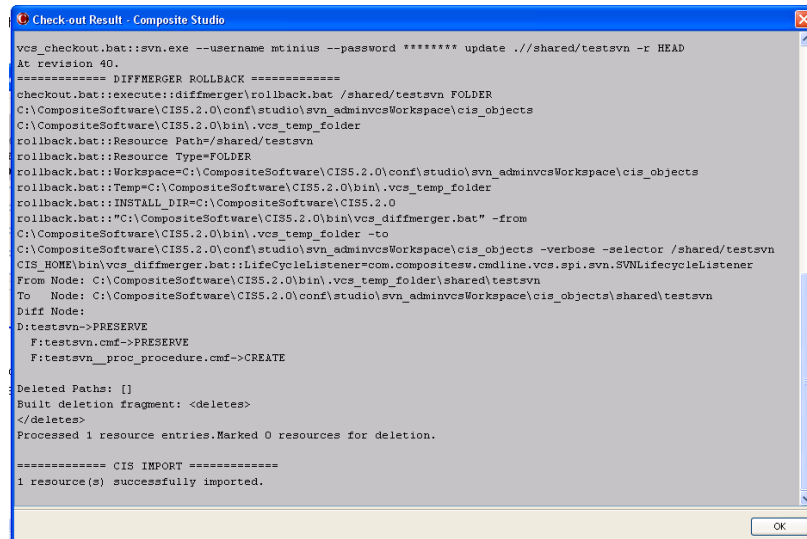 Check-out Result - Composite Studio
vcs_checkout.bat::svn.exe --username mtinius --password ******** update .//shared/testsvn -r HEAD
At revision 40.
============= DIFFMERGER ROLLBACK =============
checkout.bat::execute::diffmerger\rollback.bat /shared/testsvn FOLDER
C:\CompositeSoftware\CIS5.2.0\conf\studio\svn_adminvcsWorkspace\cis_objects
C:\CompositeSoftware\CIS5.2.0\bin\.vcs_temp_folder
rollback.bat::Resource Path=/shared/testsvn
rollback.bat::Resource Type=FOLDER
rollback.bat::Workspace=C:\CompositeSoftware\CIS5.2.0\conf\studio\svn_adminvcsWorkspace\cis_objects
rollback.bat::Temp=C:\CompositeSoftware\CIS5.2.0\bin\.vcs_temp_folder
rollback.bat::INSTALL_DIR=C:\CompositeSoftware\CIS5.2.0
rollback.bat::"C:\CompositeSoftware\CIS5.2.0\bin\vcs_diffmerger.bat" -from
C:\CompositeSoftware\CIS5.2.0\bin\.vcs_temp_folder -to
C:\CompositeSoftware\CIS5.2.0\conf\studio\svn_adminvcsWorkspace\cis_objects -verbose -selector /shared/testsvn
CIS_HOME\bin\vcs_diffmerger.bat::LifeCycleListener=com.compositesw.cmdline.vcs.spi.svn.SVNLifecycleListener
From Node: C:\CompositeSoftware\CIS5.2.0\bin\.vcs_temp_folder\shared\testsvn
To   Node: C:\CompositeSoftware\CIS5.2.0\conf\studio\svn_adminvcsWorkspace\cis_objects\shared\testsvn
Diff Node:
D:testsvn->PRESERVE
  F:testsvn.cmf->PRESERVE
  F:testsvn__proc_procedure.cmf->CREATE
Deleted Paths: []
Built deletion fragment: <deletes>
</deletes>
Processed 1 resource entries.Marked 0 resources for deletion.
============= CIS IMPORT =============
1 resource(s) successfully imported.
OK